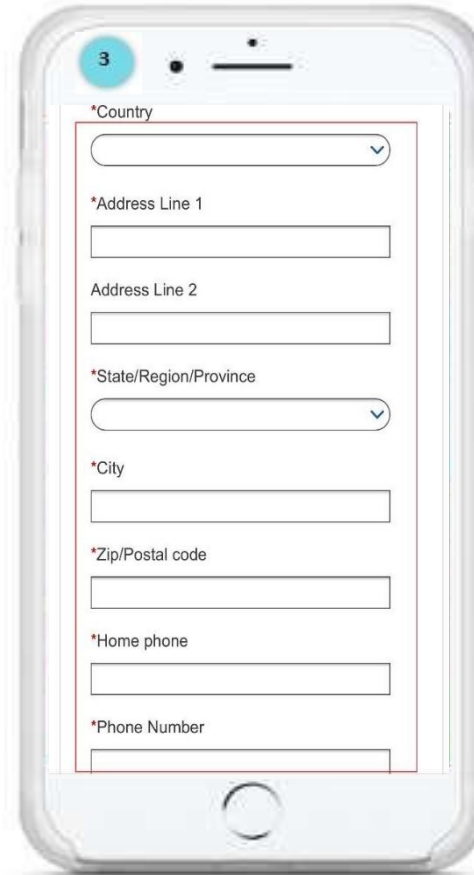 3
*Country
*Address Line 1
Address Line 2
*State/Region/Province
*City
*Zip/Postal code
*Home phone
*Phone Number